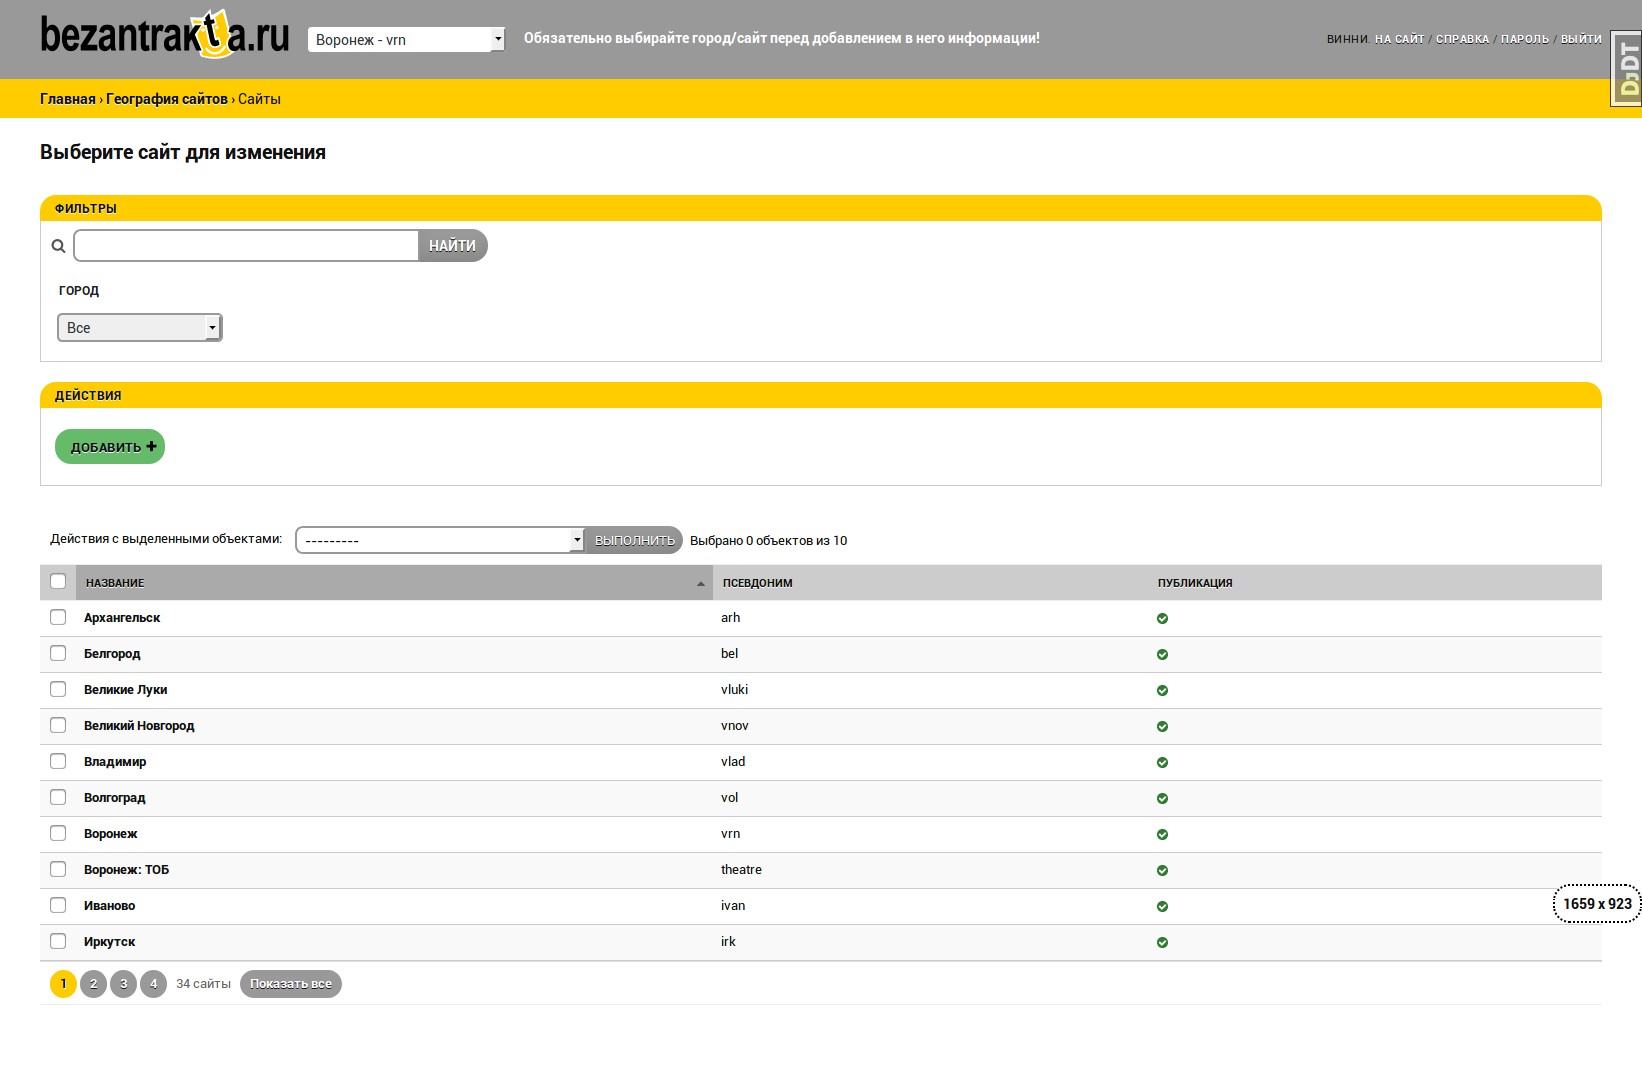 bezantrakta.ru
Воронеж - vrn
Обязательно выбирайте город/сайт перед добавлением в него информации!
ВИННИ. НА САЙТ / СПРАВКА / ПАРОЛЬ / ВЫЙТИ
DjDT
Главная › География сайтов › Сайты
Выберите сайт для изменения
ФИЛЬТРЫ
НАЙТИ
ГОРОД
Все
ДЕЙСТВИЯ
ДОБАВИТЬ
Действия с выделенными объектами: --------- ВЫПОЛНИТЬ Выбрано 0 объектов из 10
НАЗВАНИЕ ПСЕВДОНИМ ПУБЛИКАЦИЯ
Архангельск arh
Белгород bel
Великие Луки vluki
Великий Новгород vnov
Владимир vlad
Волгоград vol
Воронеж vrn
Воронеж: ТОБ theatre
Иваново ivan
1659 x 923
Иркутск irk
1 2 3 4 34 сайты Показать все